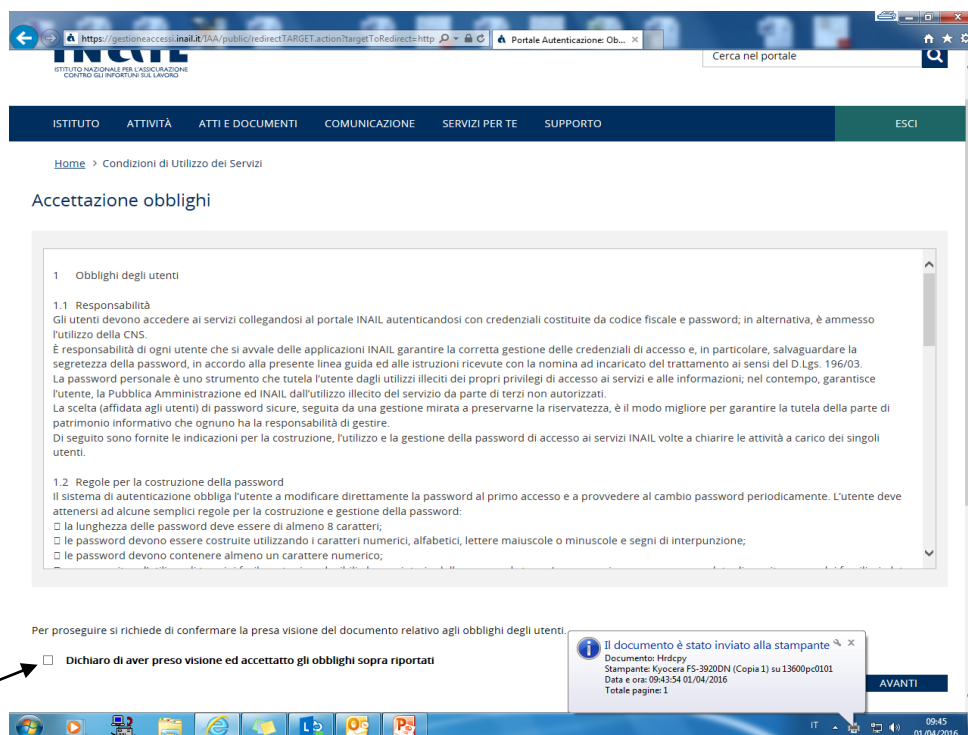 https://gestioneaccessi.inail.it/IAA/public/redirectTARGET.action?targetToRedirect=http
Portale Autenticazione: Ob...
INAIL
ISTITUTO NAZIONALE PER L'ASSICURAZIONE
CONTRO GLI INFORTUNI SUL LAVORO
Cerca nel portale
ISTITUTO ATTIVITÀ ATTI E DOCUMENTI COMUNICAZIONE SERVIZI PER TE SUPPORTO ESCI
Home > Condizioni di Utilizzo dei Servizi
Accettazione obblighi
1 Obblighi degli utenti
1.1 Responsabilità
Gli utenti devono accedere ai servizi collegandosi al portale INAIL autenticandosi con credenziali costituite da codice fiscale e password; in alternativa, è ammesso
l'utilizzo della CNS.
È responsabilità di ogni utente che si avvale delle applicazioni INAIL garantire la corretta gestione delle credenziali di accesso e, in particolare, salvaguardare la
segretezza della password, in accordo alla presente linea guida ed alle istruzioni ricevute con la nomina ad incaricato del trattamento ai sensi del D.Lgs. 196/03.
La password personale è uno strumento che tutela l'utente dagli utilizzi illeciti dei propri privilegi di accesso ai servizi e alle informazioni; nel contempo, garantisce
l'utente, la Pubblica Amministrazione ed INAIL dall'utilizzo illecito del servizio da parte di terzi non autorizzati.
La scelta (affidata agli utenti) di password sicure, seguita da una gestione mirata a preservarne la riservatezza, è il modo migliore per garantire la tutela della parte di
patrimonio informativo che ognuno ha la responsabilità di gestire.
Di seguito sono fornite le indicazioni per la costruzione, l'utilizzo e la gestione della password di accesso ai servizi INAIL volte a chiarire le attività a carico dei singoli
utenti.
1.2 Regole per la costruzione della password
Il sistema di autenticazione obbliga l'utente a modificare direttamente la password al primo accesso e a provvedere al cambio password periodicamente. L'utente deve
attenersi ad alcune semplici regole per la costruzione e gestione della password:
la lunghezza delle password deve essere di almeno 8 caratteri;
le password devono essere costruite utilizzando i caratteri numerici, alfabetici, lettere maiuscole o minuscole e segni di interpunzione;
le password devono contenere almeno un carattere numerico;
Per proseguire si richiede di confermare la presa visione del documento relativo agli obblighi degli utenti.
Dichiaro di aver preso visione ed accettatto gli obblighi sopra riportati
Il documento è stato inviato alla stampante
Documento: Hrdcpy
Stampante: Kyocera FS-3920DN (Copia 1) su 13600pc0101
Data e ora: 09:43:54 01/04/2016
Totale pagine: 1
AVANTI
IT
09:45
01/04/2016